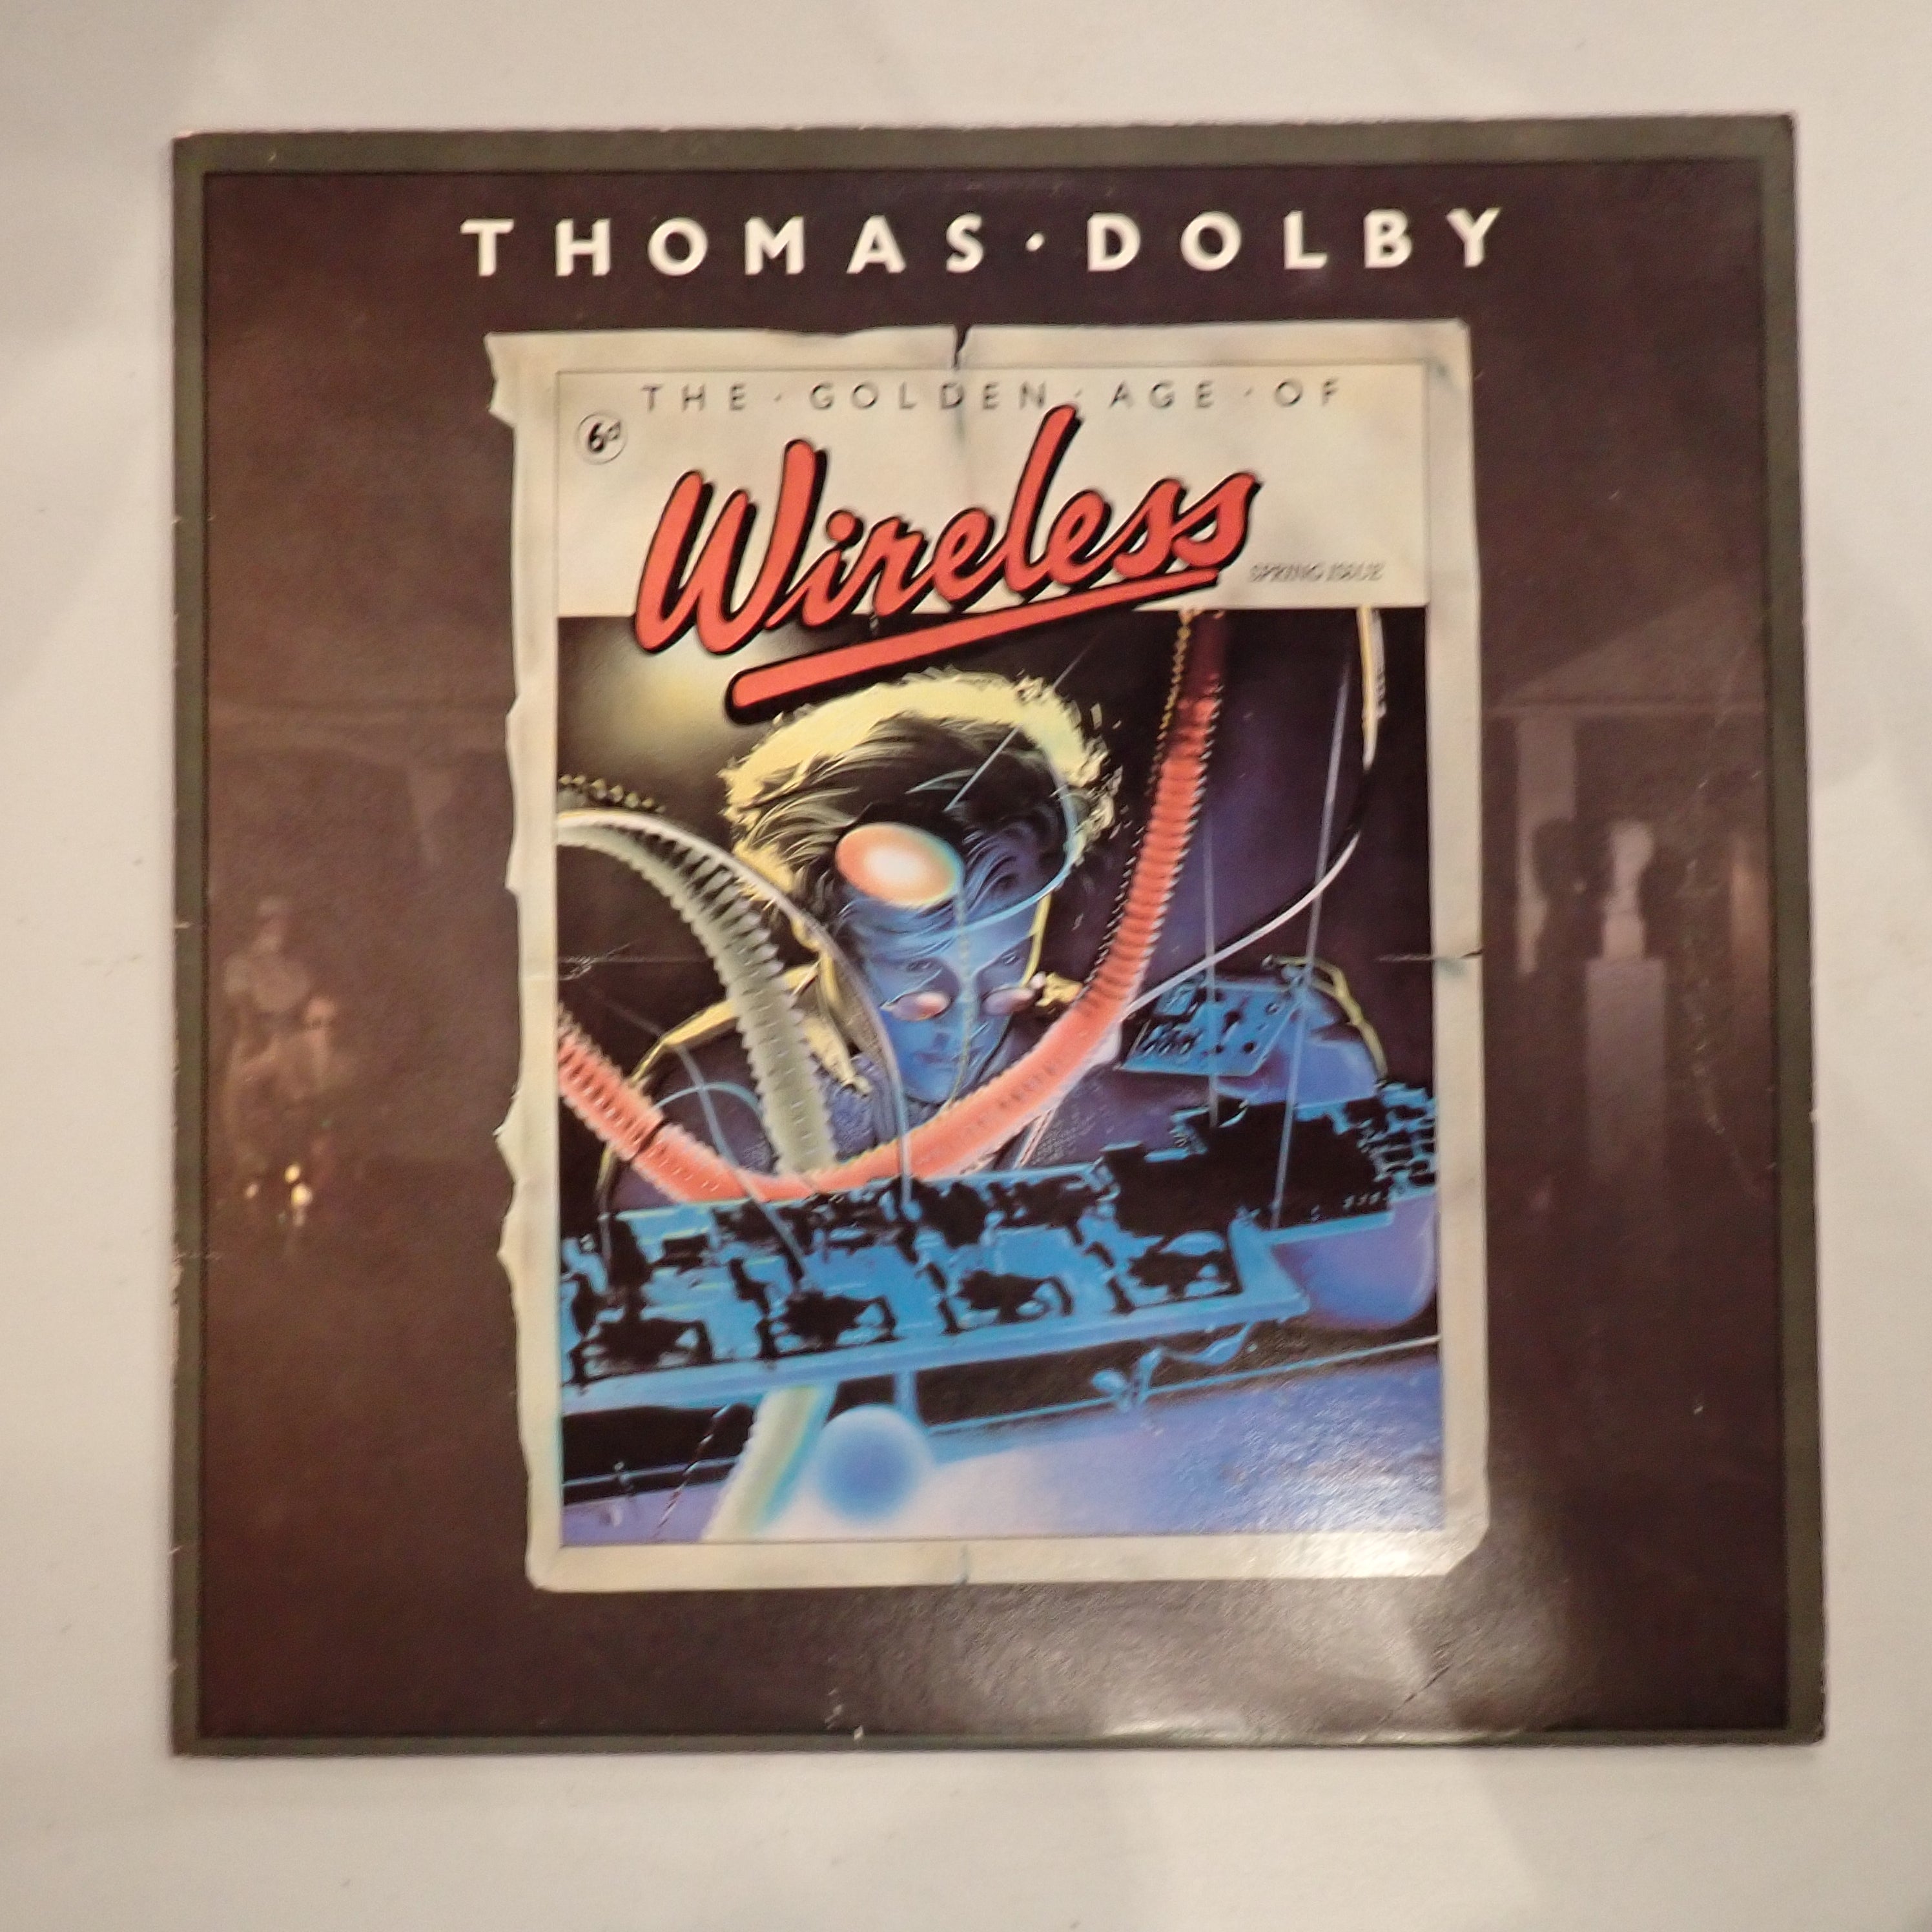 THOMAS · DOLBY
THE · GOLDEN · AGE · OF
6d
Wireless
SPRING ISSUE